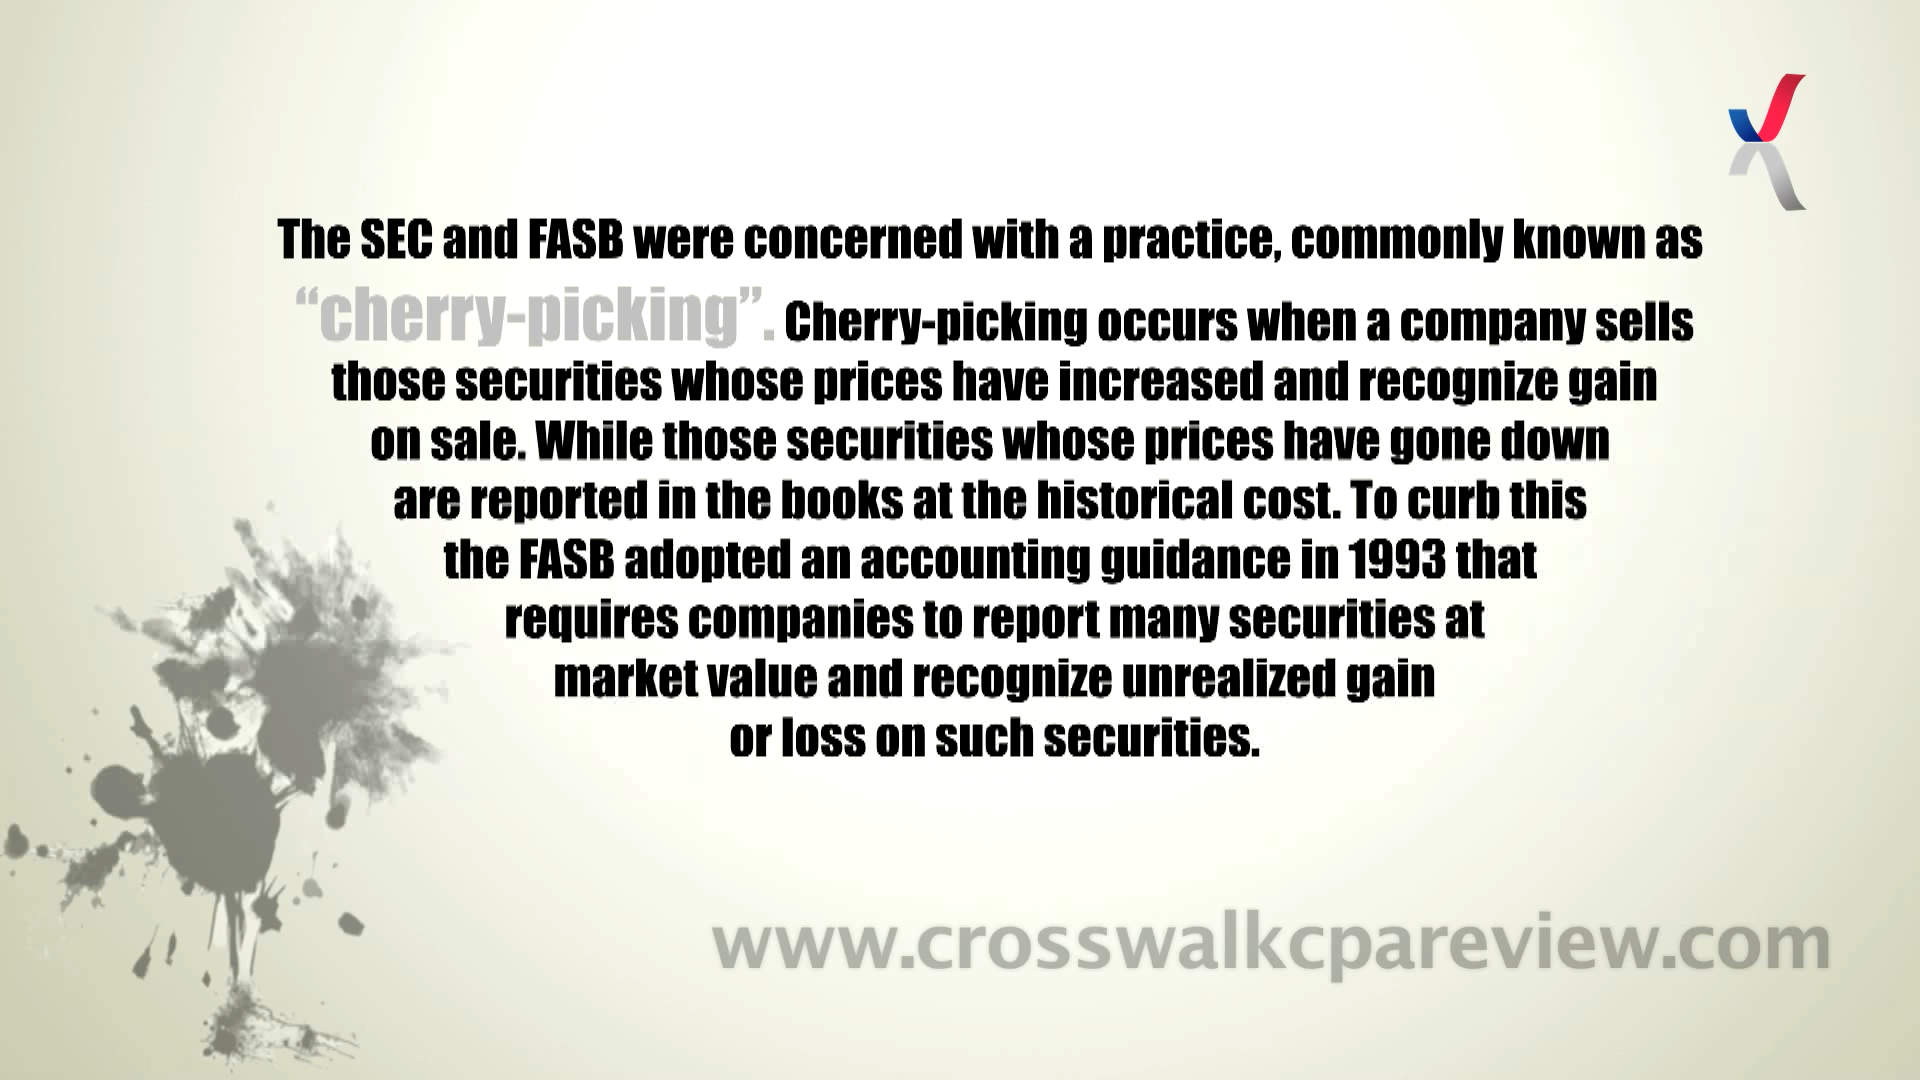 The SEC and FASB were concerned with a practice, commonly known as
“cherry-picking”. Cherry-picking occurs when a company sells
those securities whose prices have increased and recognize gain
on sale. While those securities whose prices have gone down
are reported in the books at the historical cost. To curb this
the FASB adopted an accounting guidance in 1993 that
requires companies to report many securities at
market value and recognize unrealized gain
or loss on such securities.
www.crosswalkcpareview.com